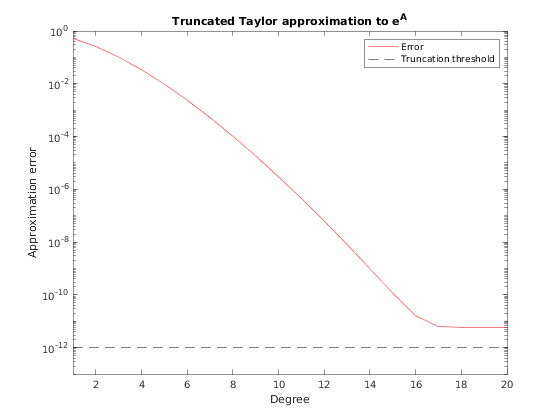 Truncated Taylor approximation to e^A
Error
Truncation threshold
10^0
10^-2
10^-4
10^-6
10^-8
10^-10
10^-12
Approximation error
2 4 6 8 10 12 14 16 18 20
Degree